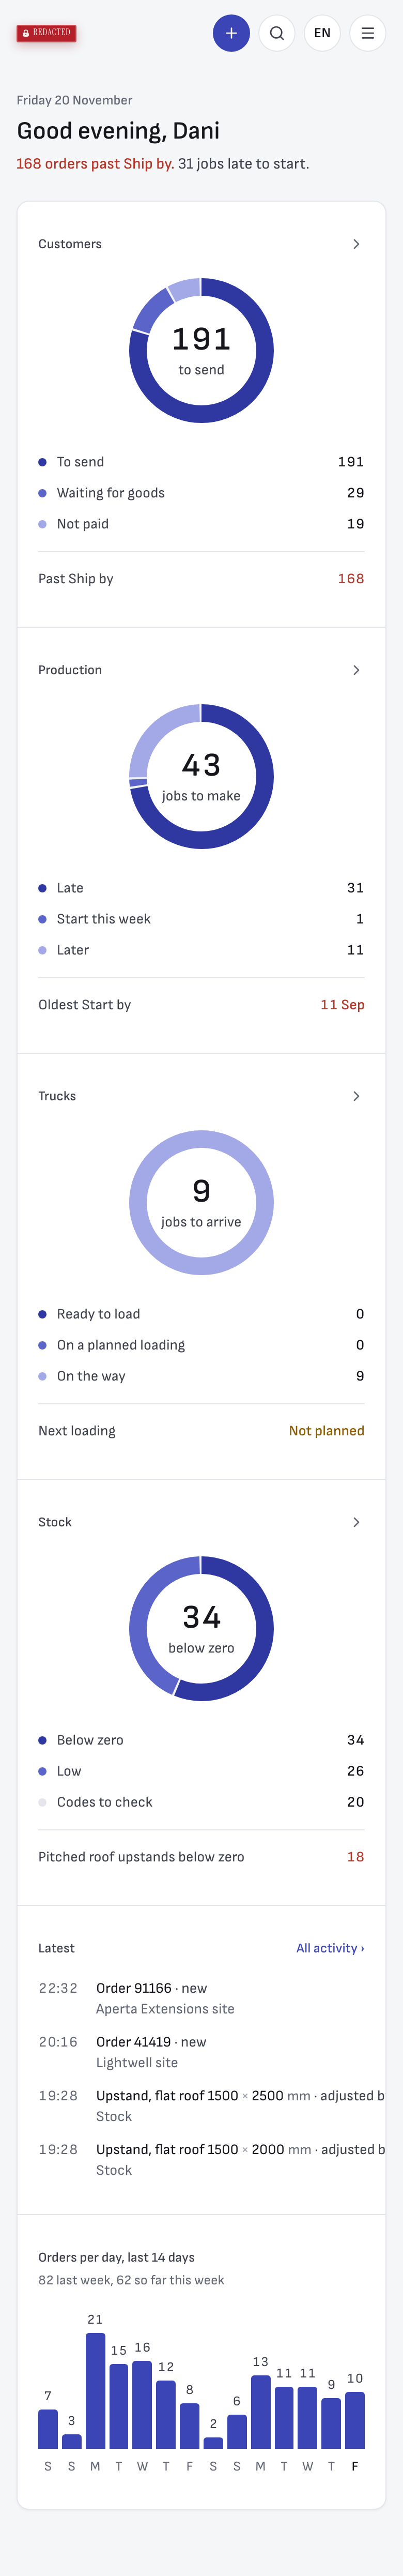 REDACTED
EN
Friday 20 November
Good evening, Dani
168 orders past Ship by. 31 jobs late to start.
Customers
191
to send
To send 191
Waiting for goods 29
Not paid 19
Past Ship by 168
Production
43
jobs to make
Late 31
Start this week 1
Later 11
Oldest Start by 11 Sep
Trucks
9
jobs to arrive
Ready to load 0
On a planned loading 0
On the way 9
Next loading Not planned
Stock
34
below zero
Below zero 34
Low 26
Codes to check 20
Pitched roof upstands below zero 18
Latest All activity ›
22:32 Order 91166 · new
Aperta Extensions site
20:16 Order 41419 · new
Lightwell site
19:28 Upstand, flat roof 1500 × 2500 mm · adjusted b
Stock
19:28 Upstand, flat roof 1500 × 2000 mm · adjusted b
Stock
Orders per day, last 14 days
82 last week, 62 so far this week
7 3 21 15 16 12 8 2 6 13 11 11 9 10
S S M T W T F S S M T W T F